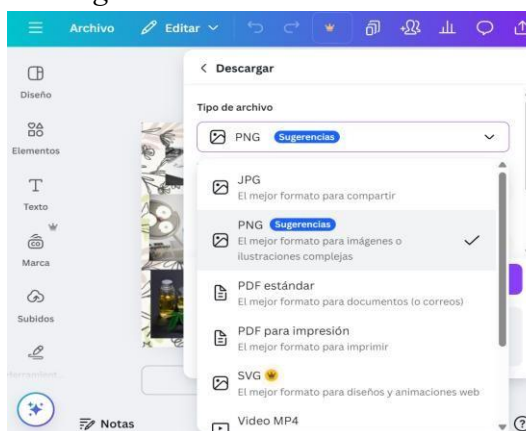 Archivo Editar
Descargar
Diseño
Tipo de archivo
PNG Sugerencias
Elementos
JPG
El mejor formato para compartir
Texto
PNG Sugerencias
El mejor formato para imágenes o
ilustraciones complejas
Marca
PDF estándar
El mejor formato para documentos (o correos)
Subidos
PDF para impresión
El mejor formato para imprimir
SVG
El mejor formato para diseños y animaciones web
Notas
Video MP4